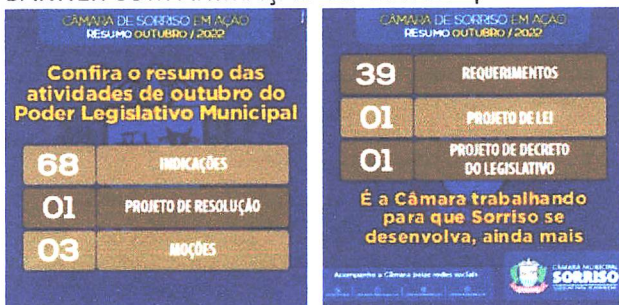 CÂMARA DE SORRISO EM AÇÃO
RESUMO OUTUBRO / 2022
Confira o resumo das
atividades de outubro do
Poder Legislativo Municipal
68 INDICAÇÕES
01 PROJETO DE RESOLUÇÃO
03 MOÇÕES
CÂMARA DE SORRISO EM AÇÃO
RESUMO OUTUBRO / 2022
39 REQUERIMENTOS
01 PROJETO DE LEI
01 PROJETO DE DECRETO
DO LEGISLATIVO
É a Câmara trabalhando
para que Sorriso se
desenvolva, ainda mais
Acompanhe a Câmara pelas redes sociais
CÂMARA MUNICIPAL
SORRISO